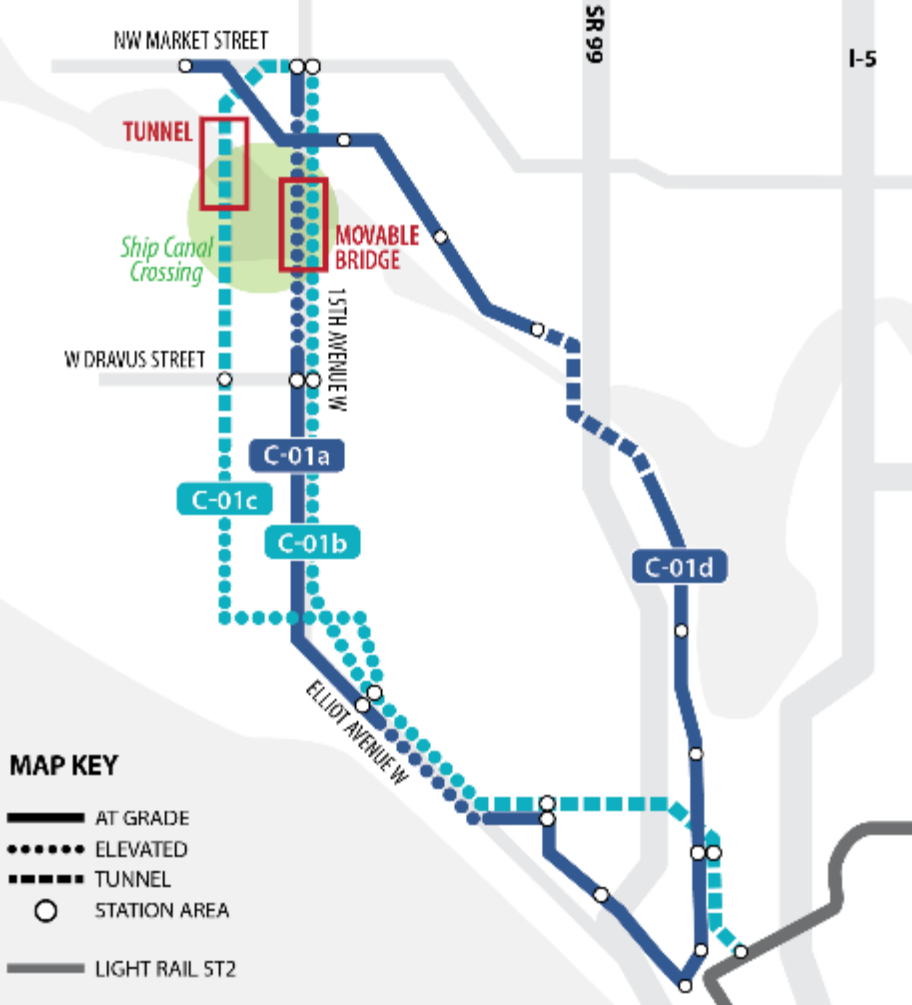 NW MARKET STREET
SR 99
I-5
TUNNEL
Ship Canal
Crossing
MOVABLE
BRIDGE
15TH AVENUE W
W DRAVUS STREET
C-01a
C-01c
C-01b
C-01d
ELLIOT AVENUE W
MAP KEY
AT GRADE
ELEVATED
TUNNEL
STATION AREA
LIGHT RAIL ST2